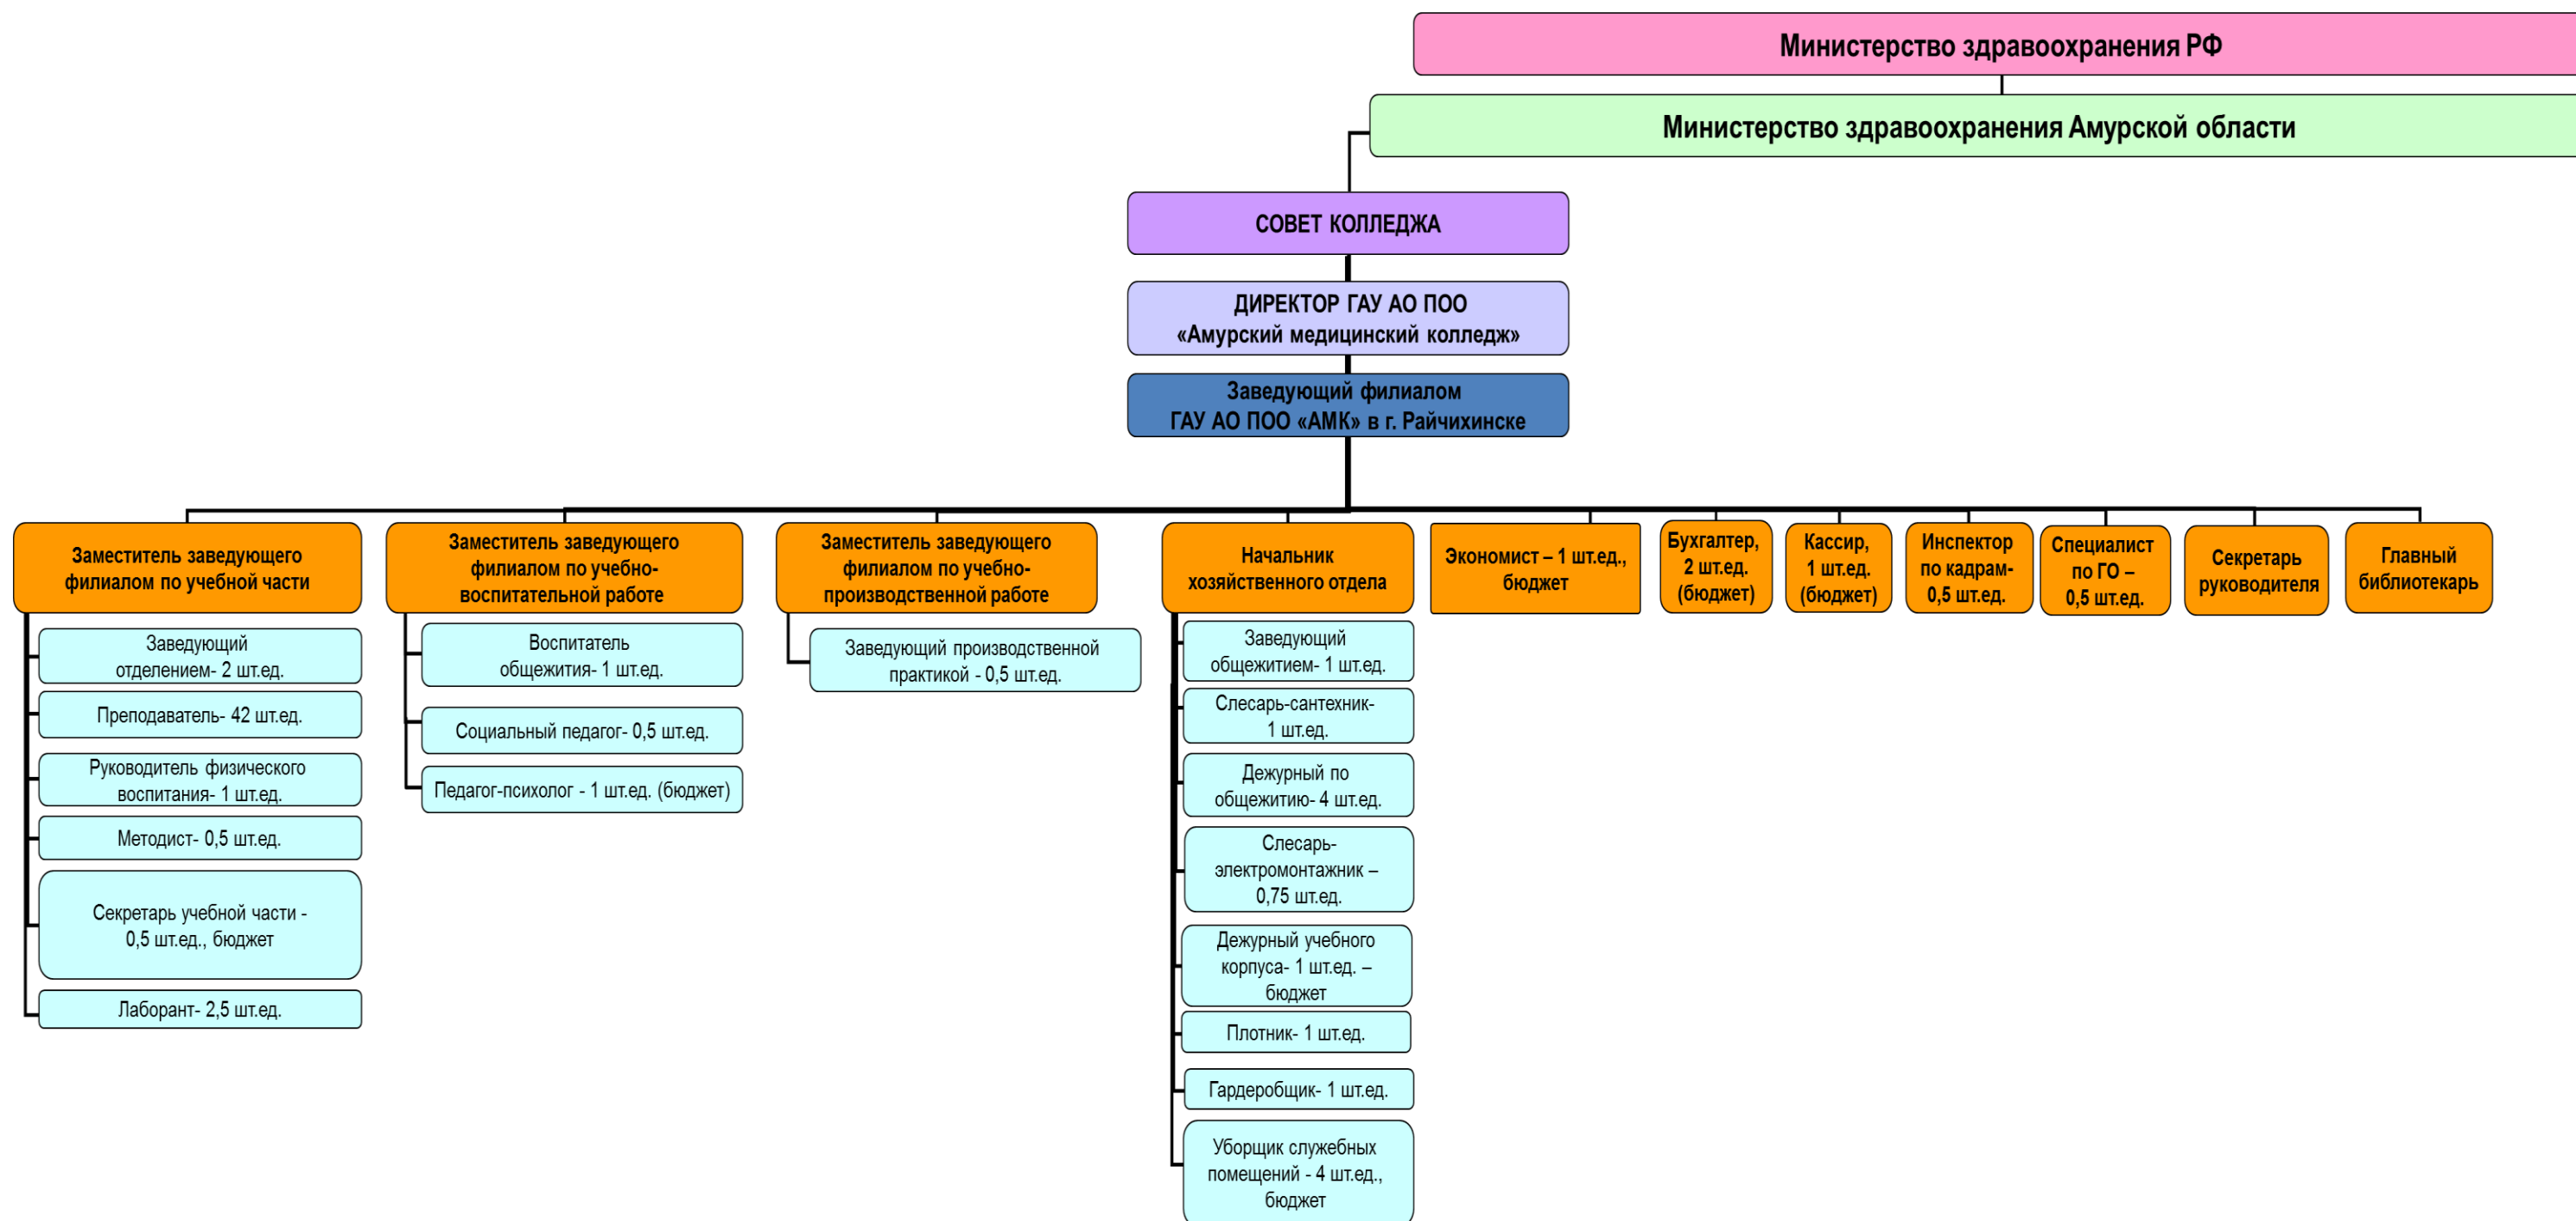 Министерство здравоохранения РФ
Министерство здравоохранения Амурской области
СОВЕТ КОЛЛЕДЖА
ДИРЕКТОР ГАУ АО ПОО
«Амурский медицинский колледж»
Заведующий филиалом
ГАУ АО ПОО «АМК» в г. Райчихинске
Заместитель заведующего
филиалом по учебной части
Заведующий
отделением- 2 шт.ед.
Преподаватель- 42 шт.ед.
Руководитель физического
воспитания- 1 шт.ед.
Методист- 0,5 шт.ед.
Секретарь учебной части -
0,5 шт.ед., бюджет
Лаборант- 2,5 шт.ед.
Заместитель заведующего
филиалом по учебно-
воспитательной работе
Воспитатель
общежития- 1 шт.ед.
Социальный педагог- 0,5 шт.ед.
Педагог-психолог - 1 шт.ед. (бюджет)
Заместитель заведующего
филиалом по учебно-
производственной работе
Заведующий производственной
практикой - 0,5 шт.ед.
Начальник
хозяйственного отдела
Заведующий
общежитием- 1 шт.ед.
Слесарь-сантехник-
1 шт.ед.
Дежурный по
общежитию- 4 шт.ед.
Слесарь-
электромонтажник –
0,75 шт.ед.
Дежурный учебного
корпуса- 1 шт.ед. –
бюджет
Плотник- 1 шт.ед.
Гардеробщик- 1 шт.ед.
Уборщик служебных
помещений - 4 шт.ед.,
бюджет
Экономист – 1 шт.ед.,
бюджет
Бухгалтер,
2 шт.ед.
(бюджет)
Кассир,
1 шт.ед.
(бюджет)
Инспектор
по кадрам-
0,5 шт.ед.
Специалист
по ГО –
0,5 шт.ед.
Секретарь
руководителя
Главный
библиотекарь